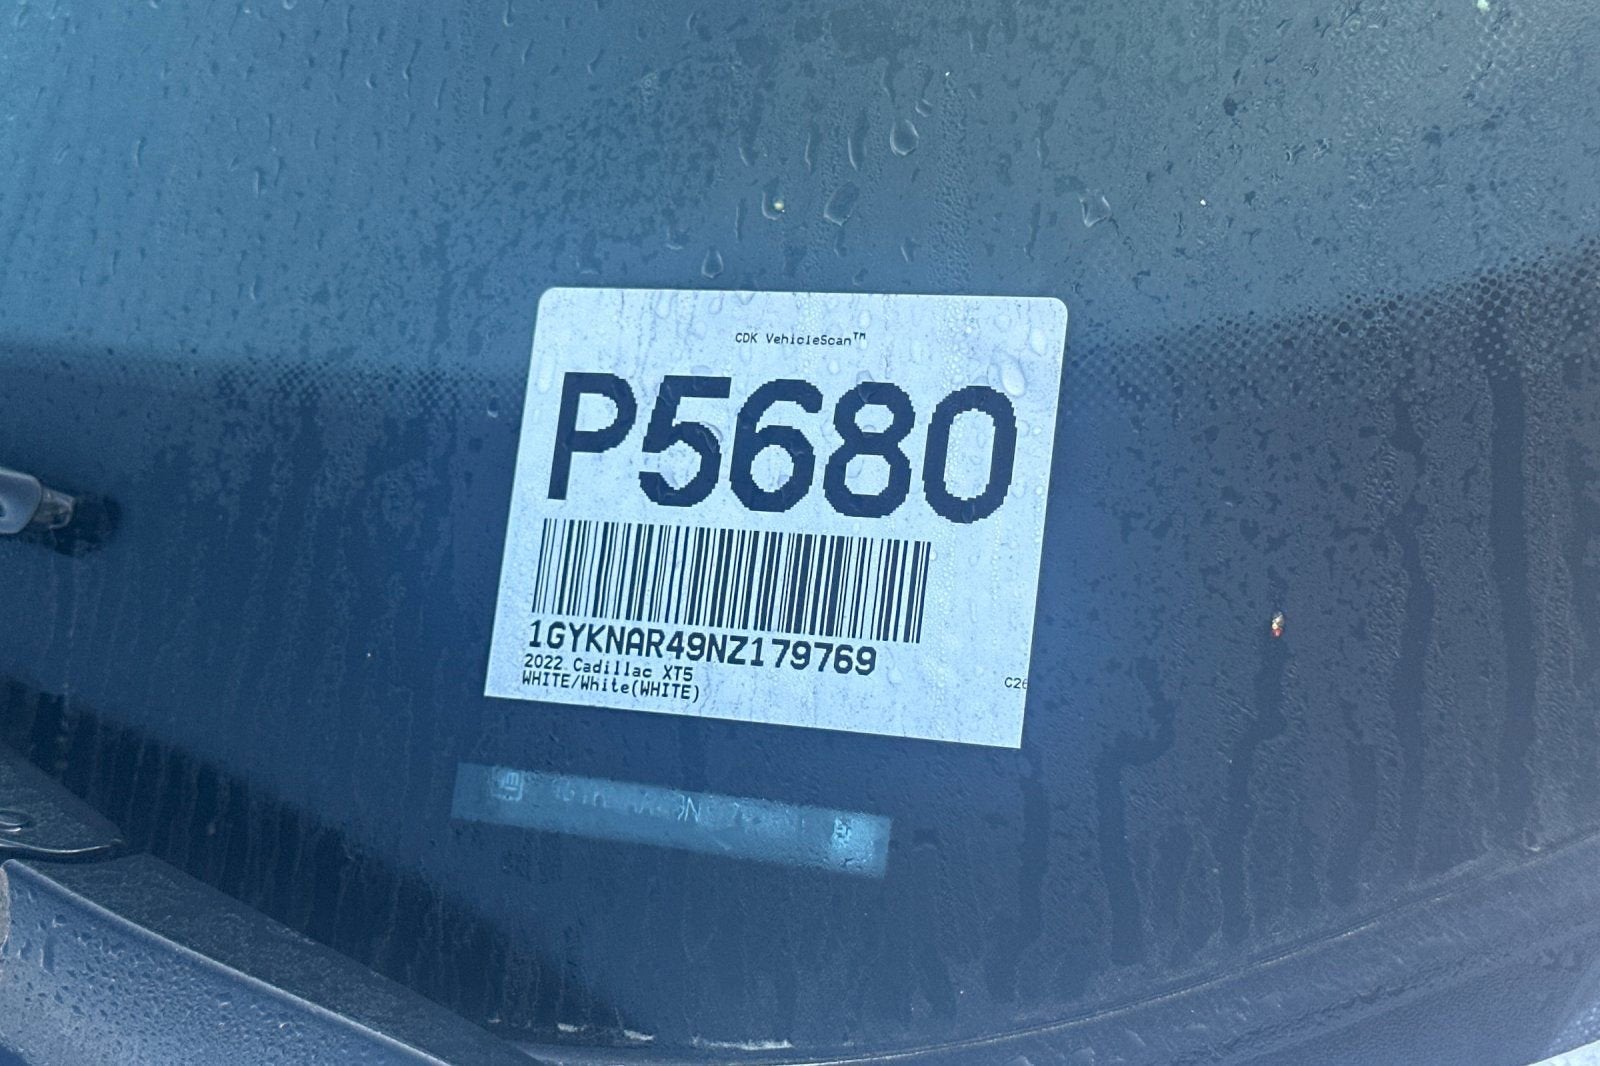 CDK VehicleScan™
P5680
1GYKNAR49NZ179769
2022 Cadillac XT5
WHITE/White(WHITE)
C26